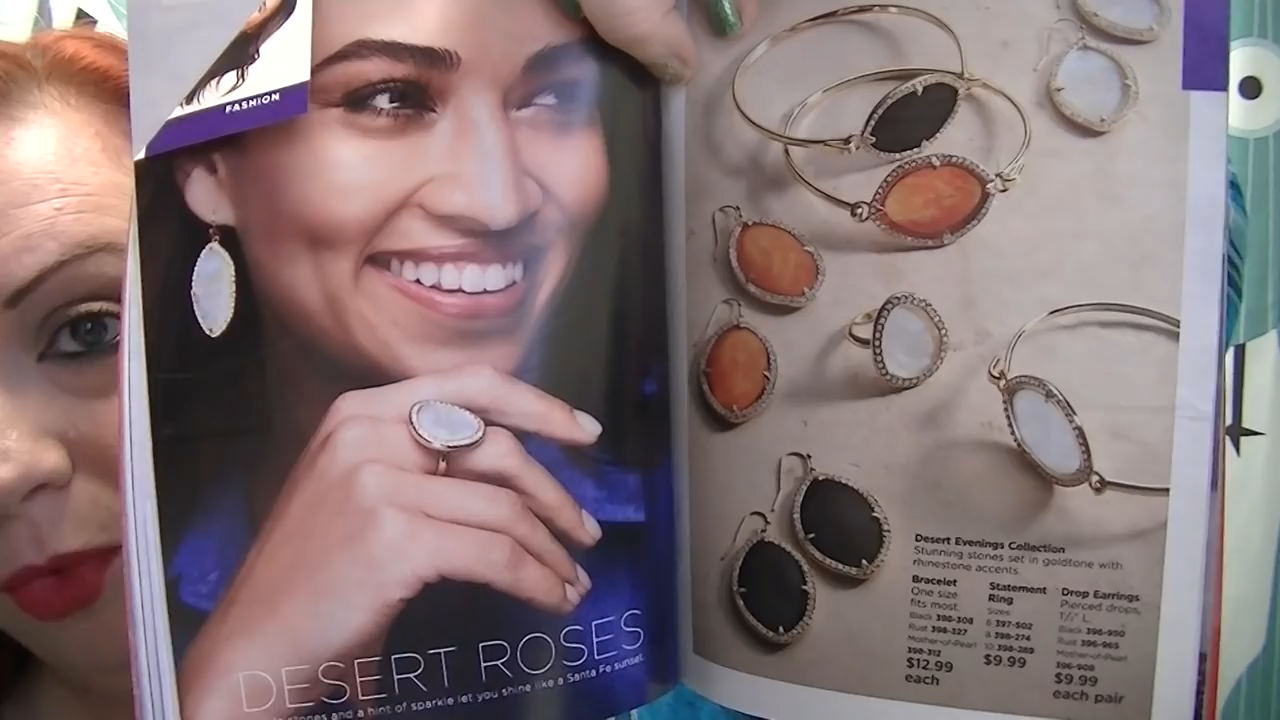 FASHION
DESERT ROSES
stones and a hint of sparkle let you shine like a Santa Fe sunset.
Desert Evenings Collection
Stunning stones set in goldtone with
rhinestone accents.
Bracelet
One size
fits most.
Black 398-308
Rust 398-327
Mother-of-Pearl
398-312
$12.99
each
Statement
Ring
Sizes:
6 397-502
8 398-274
10 398-289
$9.99
Drop Earrings
Pierced drops,
L.
Black 396-950
Rust 396-965
Mother-of-Pearl
396-908
$9.99
each pair